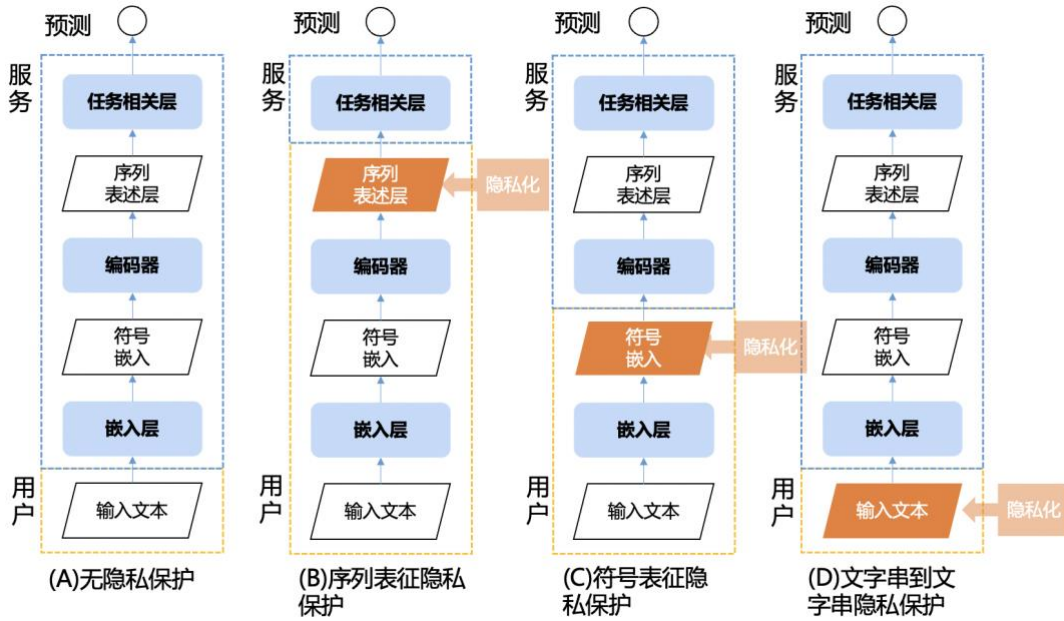 预测
服务
任务相关层
序列
表述层
编码器
符号
嵌入
嵌入层
用户
输入文本
(A)无隐私保护
预测
服务
任务相关层
序列
表述层
隐私化
编码器
符号
嵌入
嵌入层
用户
输入文本
(B)序列表征隐私
保护
预测
服务
任务相关层
序列
表述层
编码器
符号
嵌入
隐私化
嵌入层
用户
输入文本
(C)符号表征隐
私保护
预测
服务
任务相关层
序列
表述层
编码器
符号
嵌入
嵌入层
用户
输入文本
隐私化
(D)文字串到文
字串隐私保护